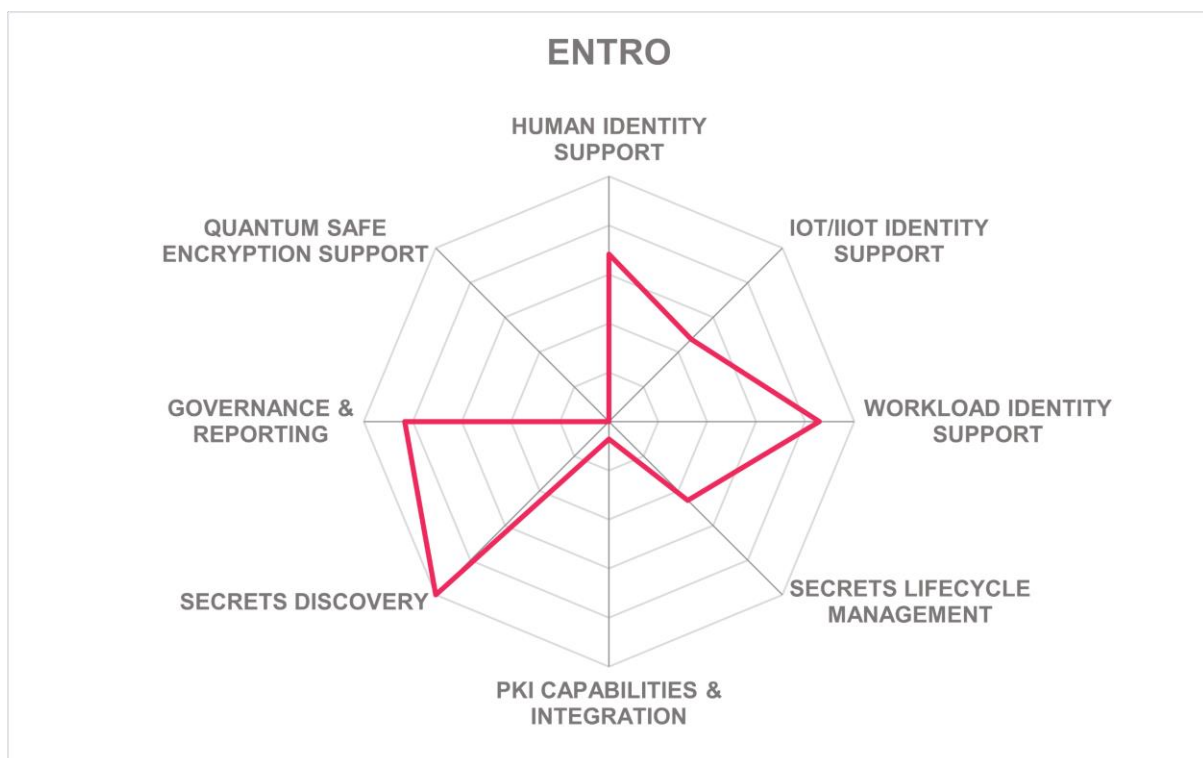 ENTRO
HUMAN IDENTITY
SUPPORT
IOT/IIOT IDENTITY
SUPPORT
WORKLOAD IDENTITY
SUPPORT
SECRETS LIFECYCLE
MANAGEMENT
PKI CAPABILITIES &
INTEGRATION
SECRETS DISCOVERY
GOVERNANCE &
REPORTING
QUANTUM SAFE
ENCRYPTION SUPPORT